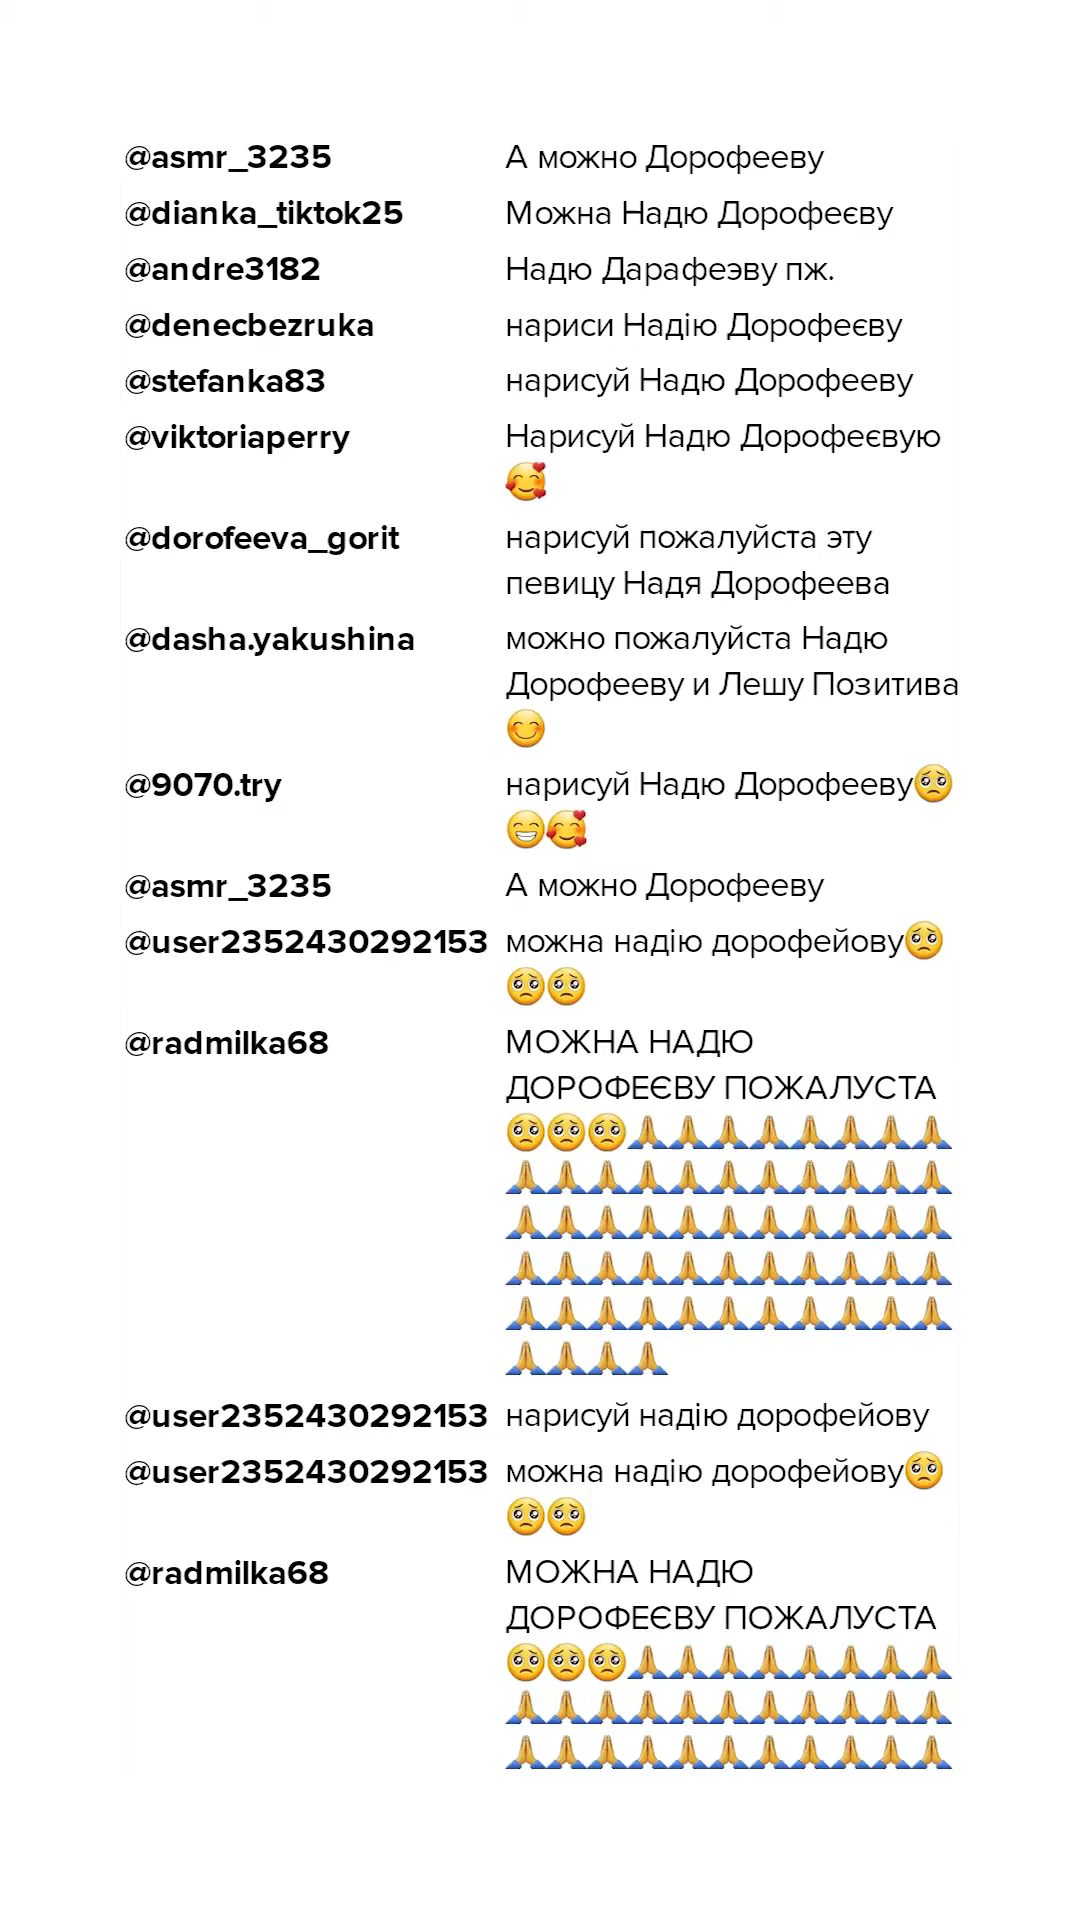 @asmr_3235 А можно Дорофееву
@dianka_tiktok25 Можна Надю Дорофеєву
@andre3182 Надю Дарафеэву пж.
@denecbezruka нариси Надію Дорофеєву
@stefanka83 нарисуй Надю Дорофееву
@viktoriaperry Нарисуй Надю Дорофеєвую
🥰
@dorofeeva_gorit нарисуй пожалуйста эту
певицу Надя Дорофеева
@dasha.yakushina можно пожалуйста Надю
Дорофееву и Лешу Позитива
😊
@9070.try нарисуй Надю Дорофееву🥺
😁🥰
@asmr_3235 А можно Дорофееву
@user2352430292153 можна надію дорофейову🥺
🥺🥺
@radmilka68 МОЖНА НАДЮ
ДОРОФЕЄВУ ПОЖАЛУСТА
🥺🥺🥺🙏🙏🙏🙏🙏🙏🙏🙏
🙏🙏🙏🙏🙏🙏🙏🙏🙏🙏🙏
🙏🙏🙏🙏🙏🙏🙏🙏🙏🙏🙏
🙏🙏🙏🙏🙏🙏🙏🙏🙏🙏🙏
🙏🙏🙏🙏🙏🙏🙏🙏🙏🙏🙏
🙏🙏🙏🙏
@user2352430292153 нарисуй надію дорофейову
@user2352430292153 можна надію дорофейову🥺
🥺🥺
@radmilka68 МОЖНА НАДЮ
ДОРОФЕЄВУ ПОЖАЛУСТА
🥺🥺🥺🙏🙏🙏🙏🙏🙏🙏🙏
🙏🙏🙏🙏🙏🙏🙏🙏🙏🙏🙏
🙏🙏🙏🙏🙏🙏🙏🙏🙏🙏🙏